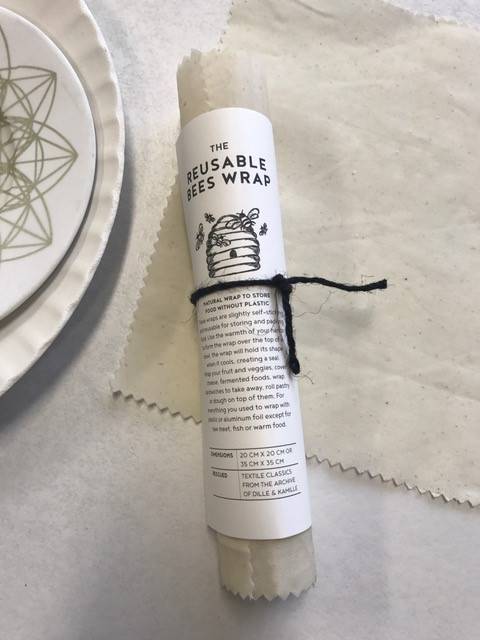 THE
REUSABLE
BEES WRAP
NATURAL WRAP TO STORE
FOOD WITHOUT PLASTIC
wraps are slightly self-sticking
for storing and packing
Use the warmth of your hands
form the wrap over the top of a
the wrap will hold its shape
when it cools, creating a seal.
your fruit and veggies, cover
cheese, fermented foods, wrap
sandwiches to take away, roll pastry
or dough on top of them. For
everything you used to wrap with
plastic or aluminum foil except for
raw meat, fish or warm food.
DIMENSIONS 20 CM X 20 CM OR
35 CM X 35 CM
RESCUED TEXTILE CLASSICS
FROM THE ARCHIVE
OF DILLE & KAMILLE